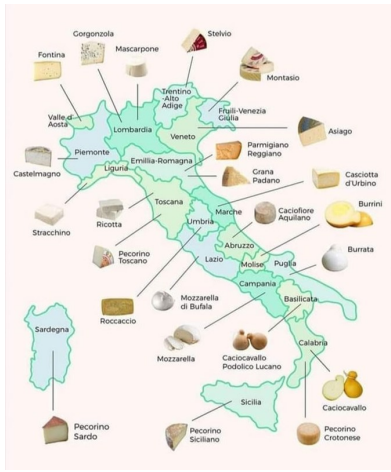 Stelvio
Gorgonzola
Mascarpone
Fontina
Montasio
Trentino
-Alto
Adige
Fruili-Venezia
Giulia
Valle d'
Aosta
Lombardia
Veneto
Asiago
Parmigiano
Reggiano
Piemonte
Emillia-Romagna
Grana
Padano
Castelmagno
Liguria
Casciotta
d'Urbino
Toscana
Marche
Caciofiore
Aquilano
Burrini
Stracchino
Ricotta
Umbria
Abruzzo
Pecorino
Toscano
Lazio
Molise
Puglia
Burrata
Campania
Mozzarella
di Bufala
Basilicata
Roccaccio
Sardegna
Calabria
Mozzarella
Caciocavallo
Podolico Lucano
Sicilia
Caciocavallo
Pecorino
Sardo
Pecorino
Siciliano
Pecorino
Crotonese